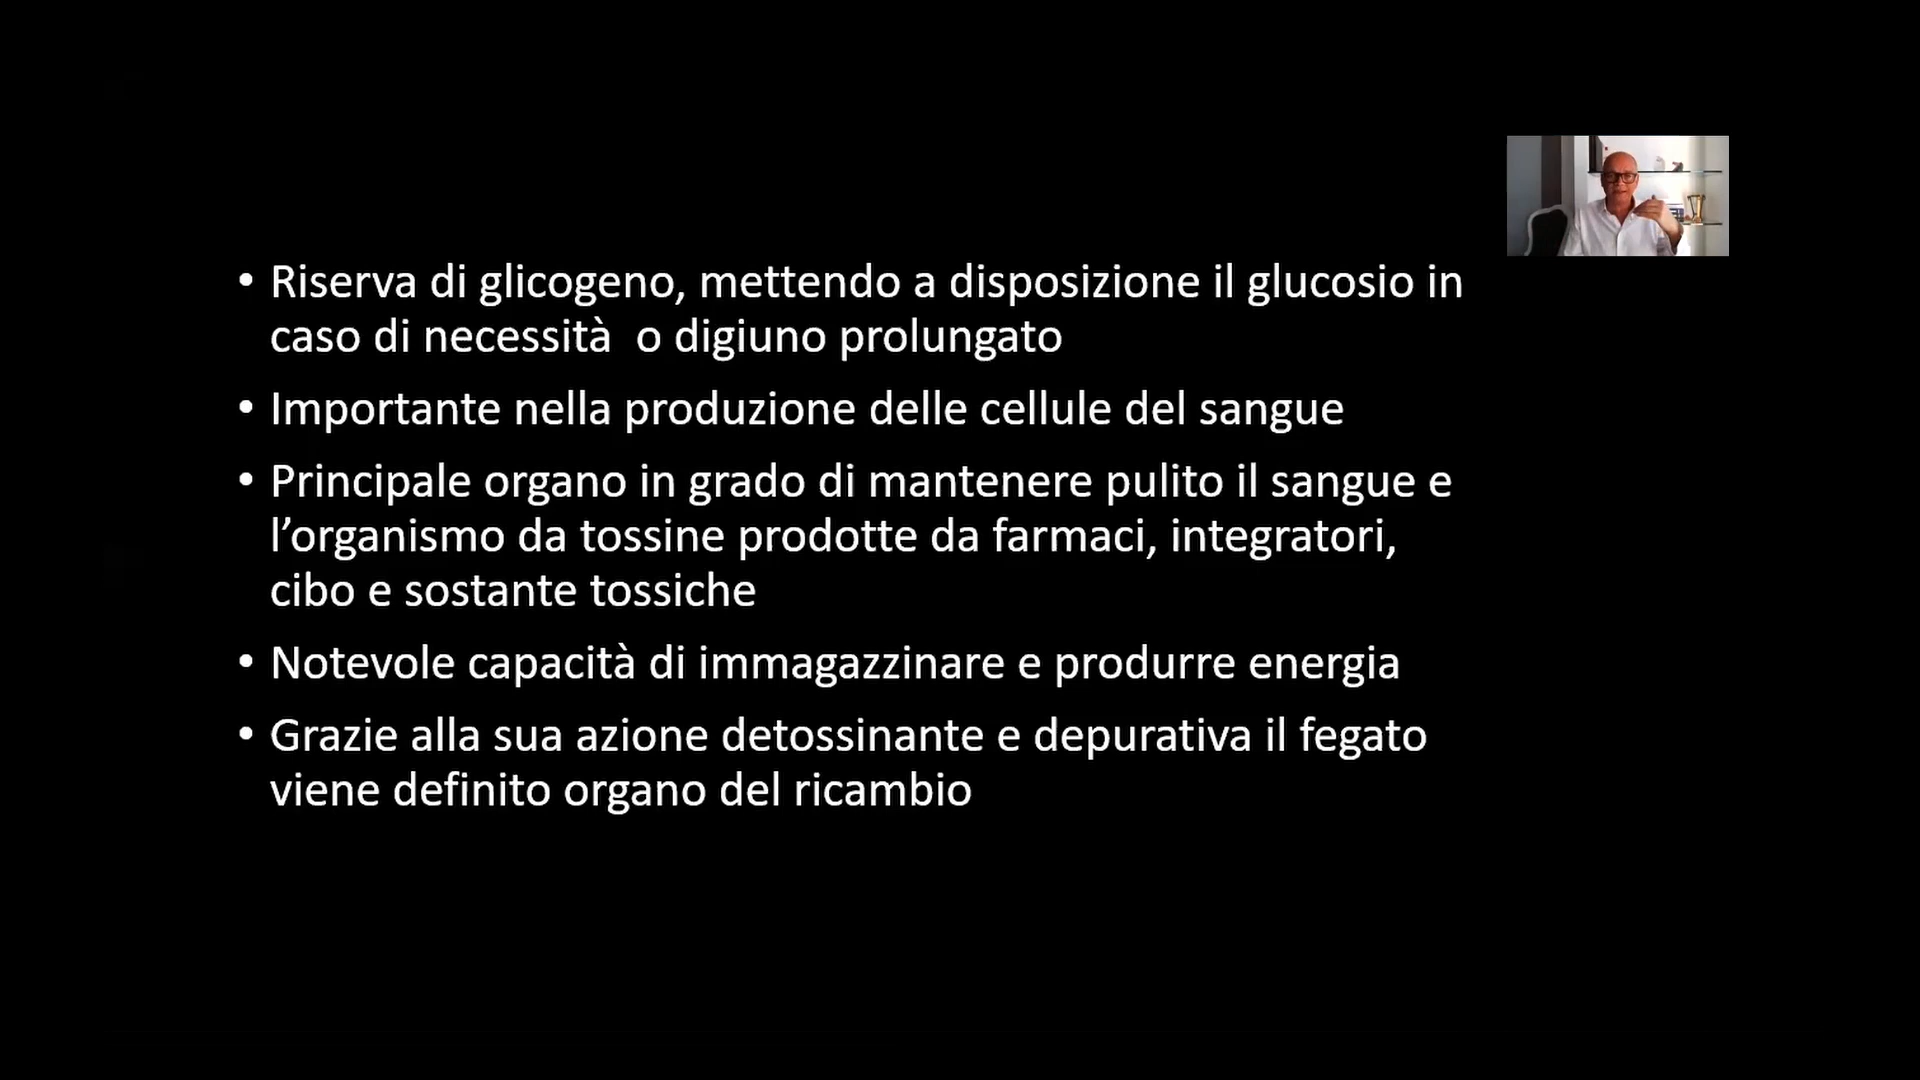 • Riserva di glicogeno, mettendo a disposizione il glucosio in
caso di necessità  o digiuno prolungato
• Importante nella produzione delle cellule del sangue
• Principale organo in grado di mantenere pulito il sangue e
l’organismo da tossine prodotte da farmaci, integratori,
cibo e sostante tossiche
• Notevole capacità di immagazzinare e produrre energia
• Grazie alla sua azione detossinante e depurativa il fegato
viene definito organo del ricambio